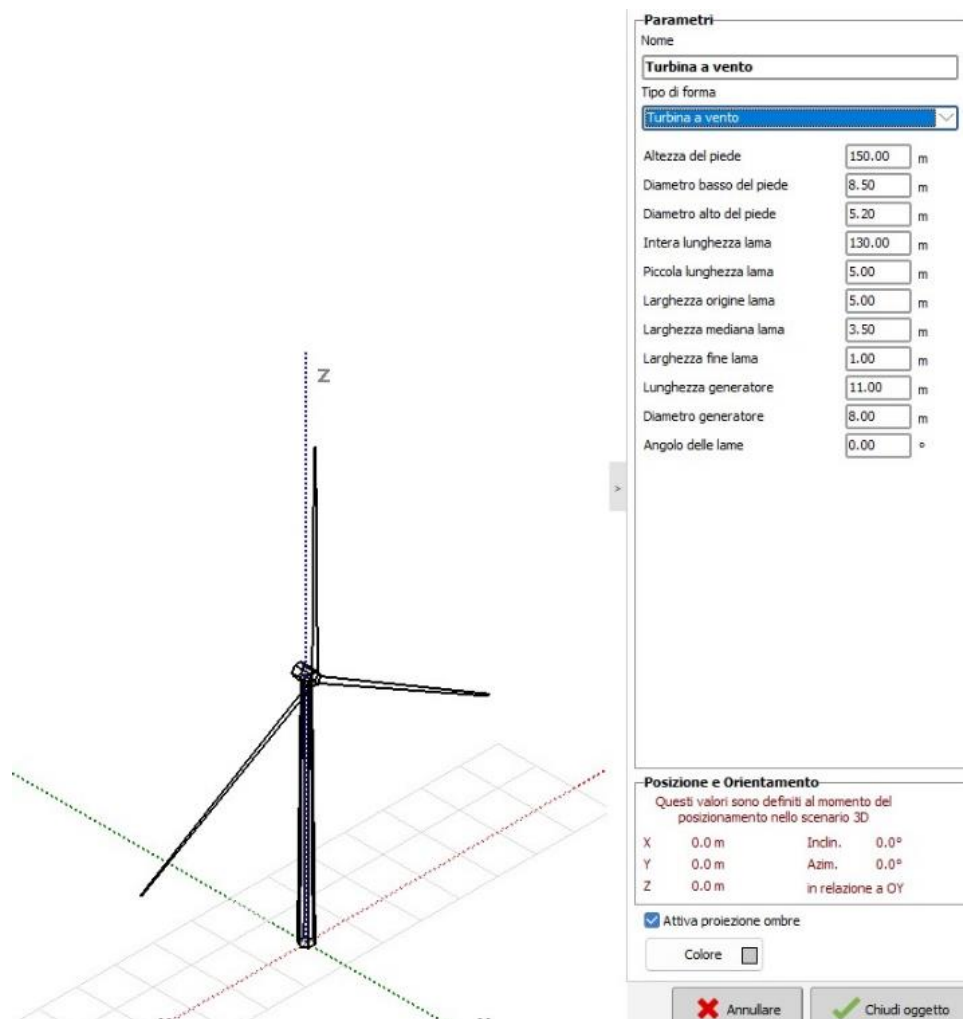 Parametri
Nome
Turbina a vento
Tipo di forma
Turbina a vento
Altezza del piede 150.00 m
Diametro basso del piede 8.50 m
Diametro alto del piede 5.20 m
Intera lunghezza lama 130.00 m
Piccola lunghezza lama 5.00 m
Larghezza origine lama 5.00 m
Larghezza mediana lama 3.50 m
Larghezza fine lama 1.00 m
Lunghezza generatore 11.00 m
Diametro generatore 8.00 m
Angolo delle lame 0.00 °
Z
>
Posizione e Orientamento
Questi valori sono definiti al momento del
posizionamento nello scenario 3D
X 0.0 m Inclin. 0.0°
Y 0.0 m Azim. 0.0°
Z 0.0 m in relazione a OY
Attiva proiezione ombre
Colore
Annullare Chiudi oggetto